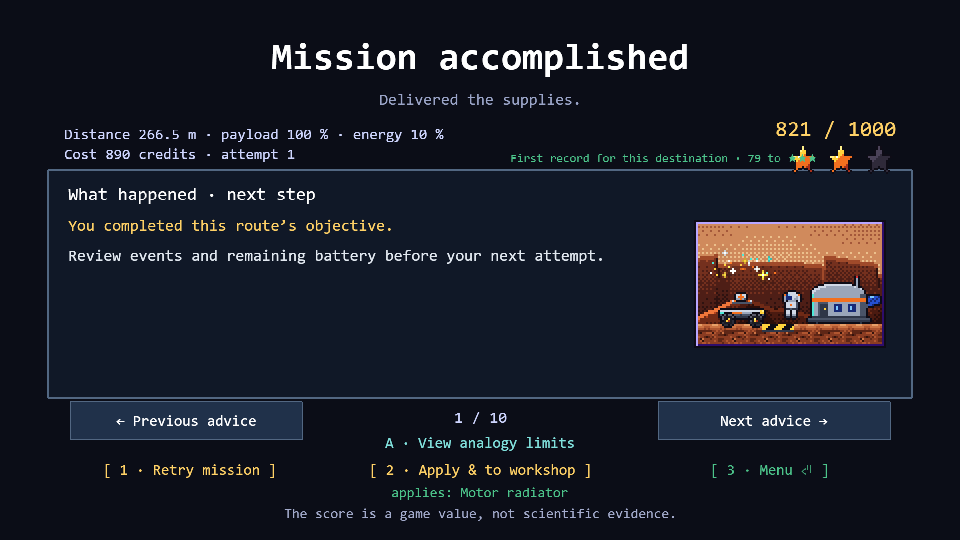 Mission accomplished
Delivered the supplies.
Distance 266.5 m · payload 100 % · energy 10 %
821 / 1000
Cost 890 credits · attempt 1
First record for this destination · 79 to ★★★
What happened · next step
You completed this route's objective.
Review events and remaining battery before your next attempt.
← Previous advice
1 / 10
Next advice →
A · View analogy limits
[ 1 · Retry mission ]
[ 2 · Apply & to workshop ]
[ 3 · Menu ⏎ ]
applies: Motor radiator
The score is a game value, not scientific evidence.